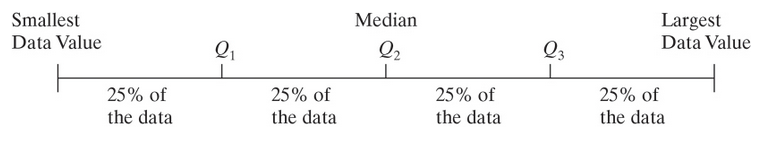 Smallest
Data Value
Q1
Median
Q2
Q3
Largest
Data Value
25% of
the data
25% of
the data
25% of
the data
25% of
the data